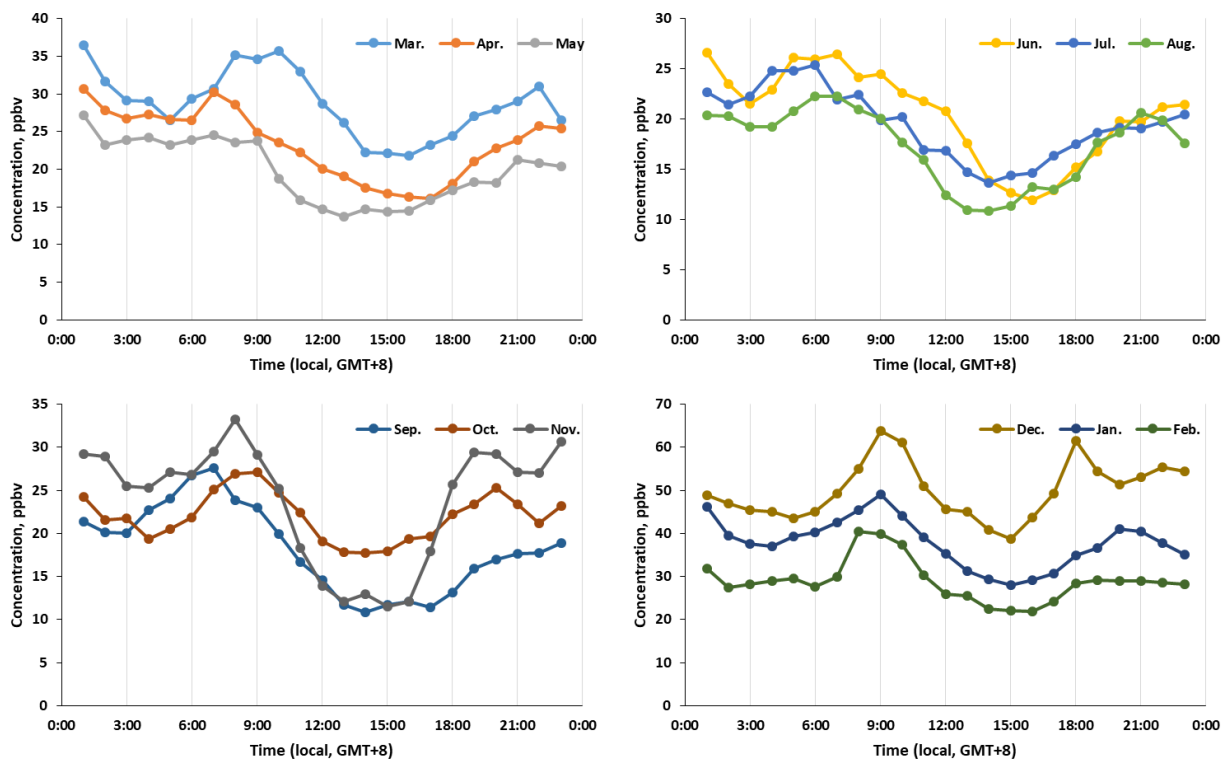 40
35
30
25
20
15
10
5
0
Concentration, ppbv
Mar. Apr. May
0:00 3:00 6:00 9:00 12:00 15:00 18:00 21:00 0:00
Time (local, GMT+8)
30
25
20
15
10
5
0
Concentration, ppbv
Jun. Jul. Aug.
0:00 3:00 6:00 9:00 12:00 15:00 18:00 21:00 0:00
Time (local, GMT+8)
35
30
25
20
15
10
5
0
Concentration, ppbv
Sep. Oct. Nov.
0:00 3:00 6:00 9:00 12:00 15:00 18:00 21:00 0:00
Time (local, GMT+8)
70
60
50
40
30
20
10
0
Concentration, ppbv
Dec. Jan. Feb.
0:00 3:00 6:00 9:00 12:00 15:00 18:00 21:00 0:00
Time (local, GMT+8)